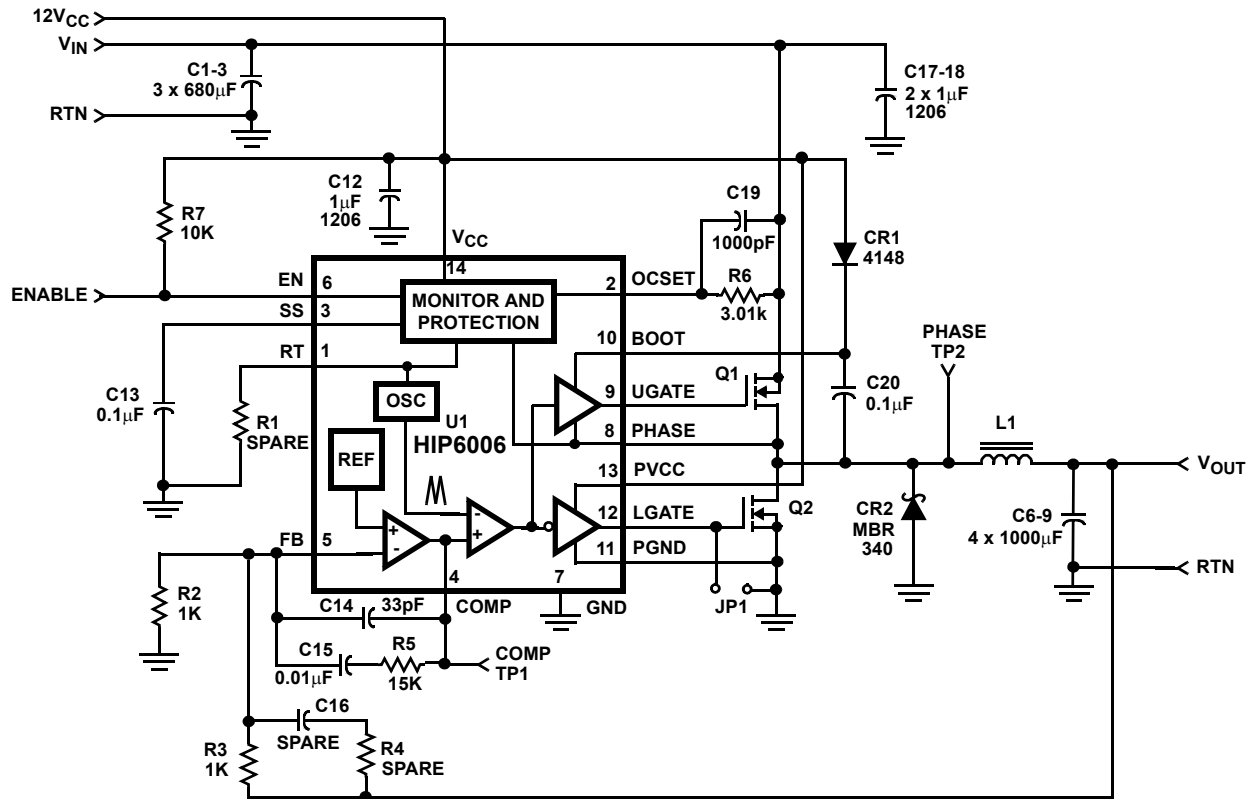 12VCC
VIN
C1-3
3 x 680μF
RTN
C17-18
2 x 1μF
1206
C12
1μF
1206
R7
10K
VCC
14
C19
1000pF
R6
3.01k
CR1
4148
ENABLE
EN
6
SS
3
RT
1
MONITOR AND
PROTECTION
2
OCSET
10
BOOT
9
UGATE
8
PHASE
13
PVCC
12
LGATE
11
PGND
Q1
C20
0.1μF
PHASE
TP2
L1
VOUT
C13
0.1μF
R1
SPARE
OSC
U1
HIP6006
REF
+
-
-
+
Q2
CR2
MBR
340
C6-9
4 x 1000μF
RTN
FB
5
4
COMP
7
GND
JP1
R2
1K
C14
33pF
C15
0.01μF
R5
15K
COMP
TP1
C16
SPARE
R3
1K
R4
SPARE